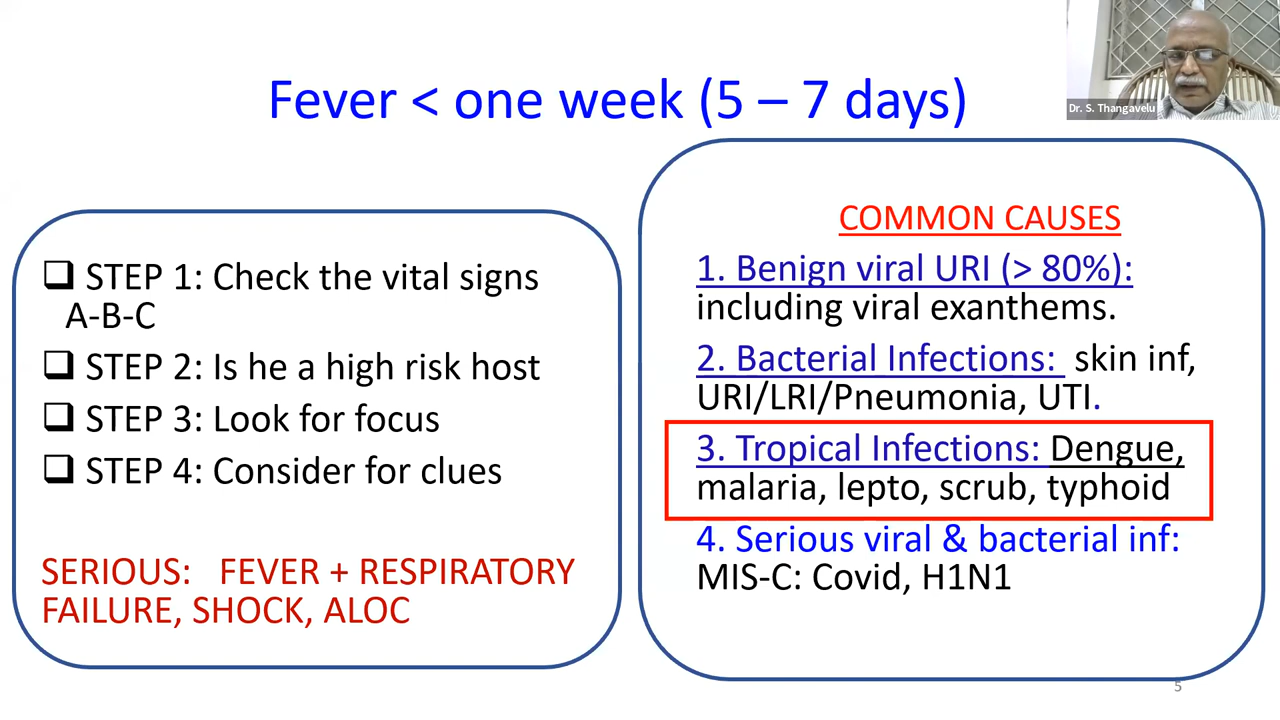 Dr. S. Thangavelu
Fever < one week (5 – 7 days)
❑ STEP 1: Check the vital signs
A-B-C
❑ STEP 2: Is he a high risk host
❑ STEP 3: Look for focus
❑ STEP 4: Consider for clues
SERIOUS: FEVER + RESPIRATORY
FAILURE, SHOCK, ALOC
COMMON CAUSES
1. Benign viral URI (> 80%):
including viral exanthems.
2. Bacterial Infections: skin inf,
URI/LRI/Pneumonia, UTI.
3. Tropical Infections: Dengue,
malaria, lepto, scrub, typhoid
4. Serious viral & bacterial inf:
MIS-C: Covid, H1N1
5